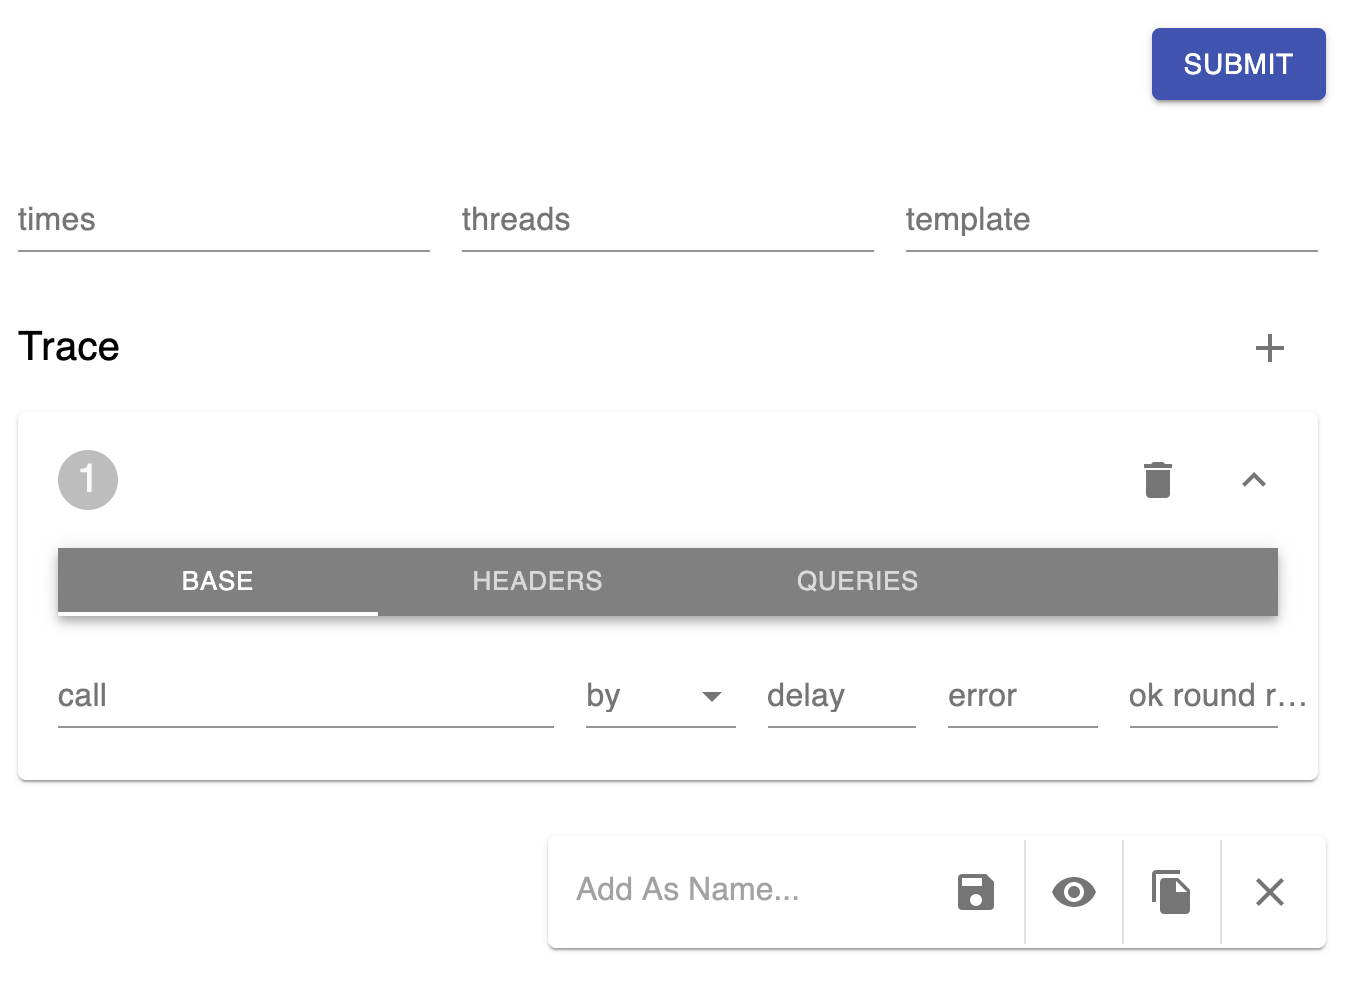 SUBMIT
times threads template
Trace
1
BASE HEADERS QUERIES
call by delay error ok round r...
Add As Name...